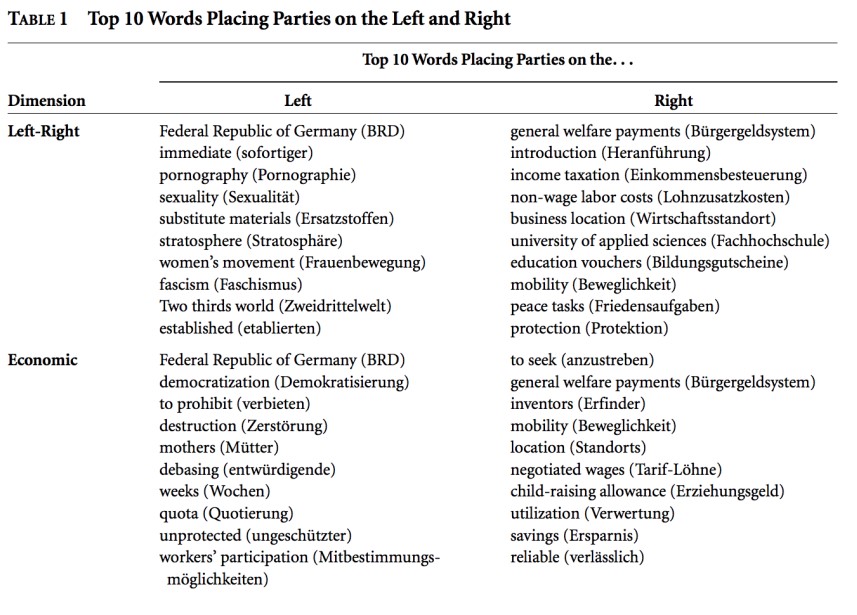 TABLE 1 Top 10 Words Placing Parties on the Left and Right
Top 10 Words Placing Parties on the...
Dimension Left Right
Left-Right Federal Republic of Germany (BRD) general welfare payments (Bürgergeldsystem)
immediate (sofortiger) introduction (Heranführung)
pornography (Pornographie) income taxation (Einkommensbesteuerung)
sexuality (Sexualität) non-wage labor costs (Lohnzusatzkosten)
substitute materials (Ersatzstoffen) business location (Wirtschaftsstandort)
stratosphere (Stratosphäre) university of applied sciences (Fachhochschule)
women's movement (Frauenbewegung) education vouchers (Bildungsgutscheine)
fascism (Faschismus) mobility (Beweglichkeit)
Two thirds world (Zweidrittelwelt) peace tasks (Friedensaufgaben)
established (etablierten) protection (Protektion)
Economic Federal Republic of Germany (BRD) to seek (anzustreben)
democratization (Demokratisierung) general welfare payments (Bürgergeldsystem)
to prohibit (verbieten) inventors (Erfinder)
destruction (Zerstörung) mobility (Beweglichkeit)
mothers (Mütter) location (Standorts)
debasing (entwürdigende) negotiated wages (Tarif-Löhne)
weeks (Wochen) child-raising allowance (Erziehungsgeld)
quota (Quotierung) utilization (Verwertung)
unprotected (ungeschützter) savings (Ersparnis)
workers' participation (Mitbestimmungs- reliable (verlässlich)
möglichkeiten)